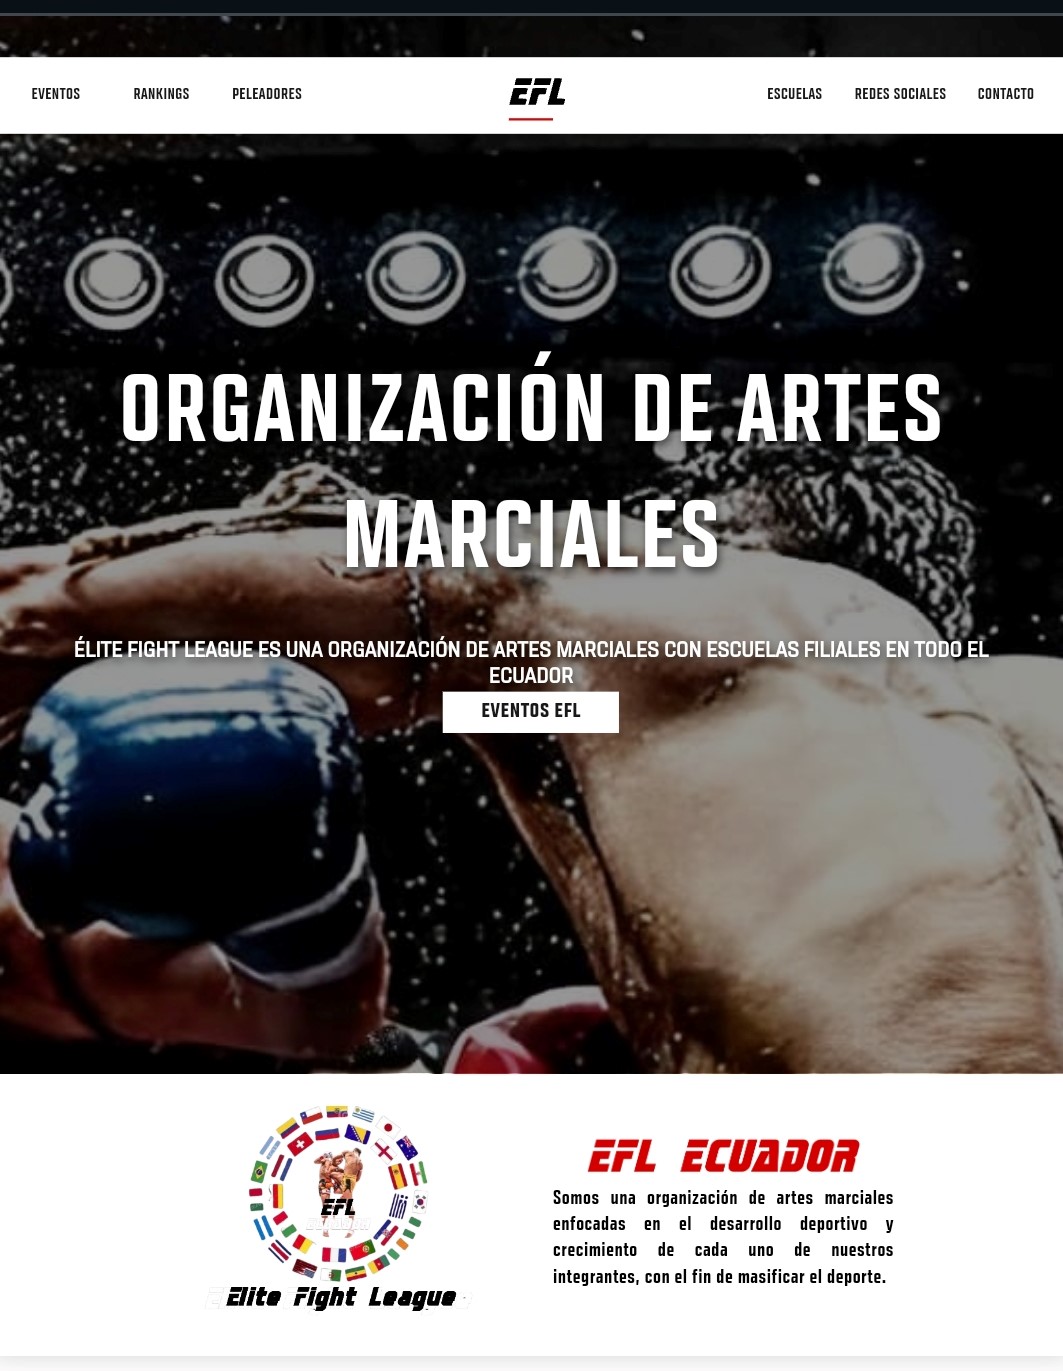 EVENTOS RANKINGS PELEADORES EFL ESCUELAS REDES SOCIALES CONTACTO
ORGANIZACIÓN DE ARTES
MARCIALES
ÉLITE FIGHT LEAGUE ES UNA ORGANIZACIÓN DE ARTES MARCIALES CON ESCUELAS FILIALES EN TODO EL
ECUADOR
EVENTOS EFL
EFL
Elite Fight League
EFL ECUADOR
Somos una organización de artes marciales
enfocadas en el desarrollo deportivo y
crecimiento de cada uno de nuestros
integrantes, con el fin de masificar el deporte.